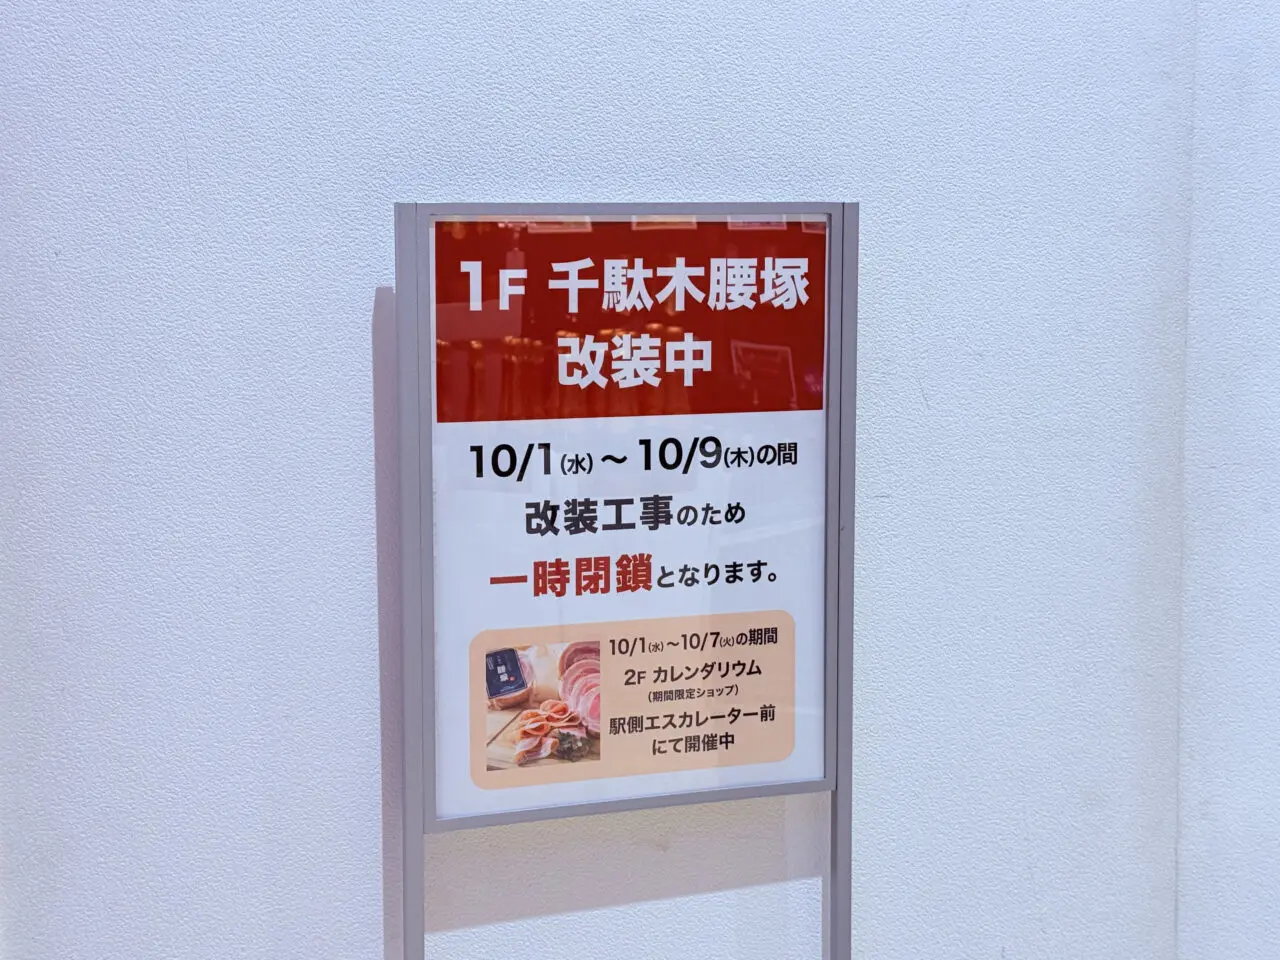 1F 千駄木腰塚
改装中
10/1(水)～10/9(木)の間
改装工事のため
一時閉鎖となります。
10/1(水)～10/7(火)の期間
2F カレンダリウム
(期間限定ショップ)
駅側エスカレーター前
にて開催中
腰塚